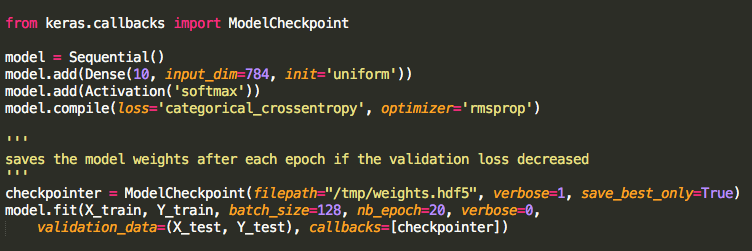 from keras.callbacks import ModelCheckpoint
model = Sequential()
model.add(Dense(10, input_dim=784, init='uniform'))
model.add(Activation('softmax'))
model.compile(loss='categorical_crossentropy', optimizer='rmsprop')
'''
saves the model weights after each epoch if the validation loss decreased
'''
checkpointer = ModelCheckpoint(filepath="/tmp/weights.hdf5", verbose=1, save_best_only=True)
model.fit(X_train, Y_train, batch_size=128, nb_epoch=20, verbose=0,
validation_data=(X_test, Y_test), callbacks=[checkpointer])